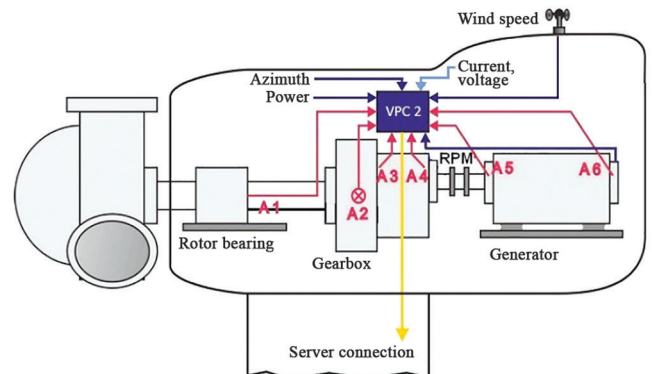 Wind speed
Azimuth
Current,
voltage
Power
VPC 2
RPM
A1
A2
A3
A4
A5
A6
Rotor bearing
Gearbox
Generator
Server connection